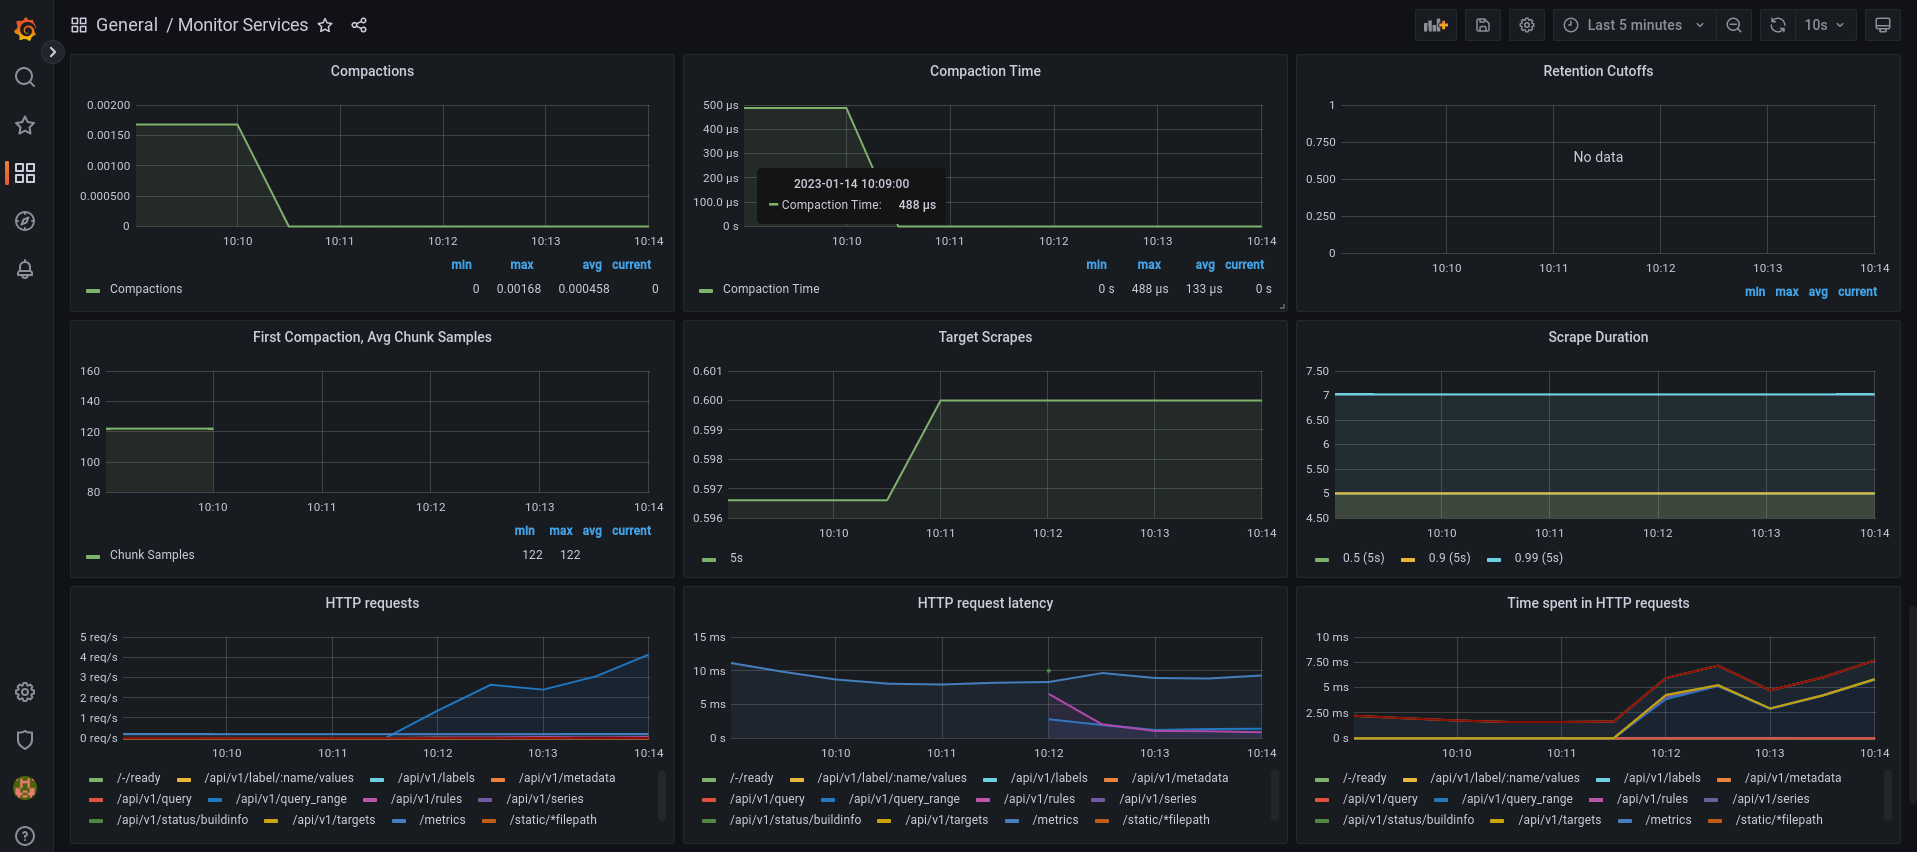 General / Monitor Services
Last 5 minutes
10s
Compactions
0.00200
0.00150
0.00100
0.000500
0
10:10 10:11 10:12 10:13 10:14
min max avg current
Compactions 0 0.00168 0.000458 0
Compaction Time
500 µs
400 µs
300 µs
200 µs
100.0 µs
0 s
2023-01-14 10:09:00
Compaction Time: 488 µs
10:10 10:11 10:12 10:13 10:14
min max avg current
Compaction Time 0 s 488 µs 133 µs 0 s
Retention Cutoffs
1
0.750
0.500
0.250
0
No data
10:10 10:11 10:12 10:13 10:14
min max avg current
First Compaction, Avg Chunk Samples
160
140
120
100
80
10:10 10:11 10:12 10:13 10:14
min max avg current
Chunk Samples 122 122
Target Scrapes
0.601
0.600
0.599
0.598
0.597
0.596
10:10 10:11 10:12 10:13 10:14
5s
Scrape Duration
7.50
7
6.50
6
5.50
5
4.50
10:10 10:11 10:12 10:13 10:14
0.5 (5s) 0.9 (5s) 0.99 (5s)
HTTP requests
5 req/s
4 req/s
3 req/s
2 req/s
1 req/s
0 req/s
10:10 10:11 10:12 10:13 10:14
/-/ready /api/v1/label/:name/values /api/v1/labels /api/v1/metadata
/api/v1/query /api/v1/query_range /api/v1/rules /api/v1/series
/api/v1/status/buildinfo /api/v1/targets /metrics /static/*filepath
HTTP request latency
15 ms
10 ms
5 ms
0 s
10:10 10:11 10:12 10:13 10:14
/-/ready /api/v1/label/:name/values /api/v1/labels /api/v1/metadata
/api/v1/query /api/v1/query_range /api/v1/rules /api/v1/series
/api/v1/status/buildinfo /api/v1/targets /metrics /static/*filepath
Time spent in HTTP requests
10 ms
7.50 ms
5 ms
2.50 ms
0 s
10:10 10:11 10:12 10:13 10:14
/-/ready /api/v1/label/:name/values /api/v1/labels /api/v1/metadata
/api/v1/query /api/v1/query_range /api/v1/rules /api/v1/series
/api/v1/status/buildinfo /api/v1/targets /metrics /static/*filepath